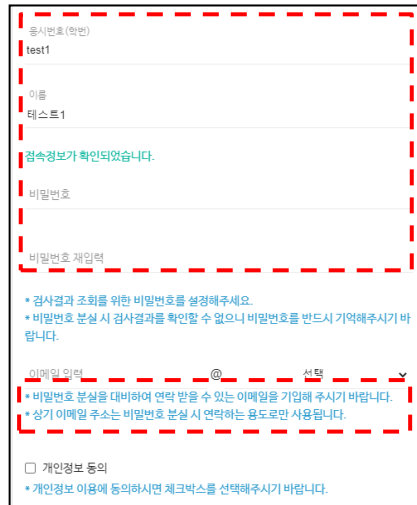 응시번호(학번)
test1
이름
테스트1
접속정보가 확인되었습니다.
비밀번호
비밀번호 재입력
* 검사결과 조회를 위한 비밀번호를 설정해주세요.
* 비밀번호 분실 시 검사결과를 확인할 수 없으니 비밀번호를 반드시 기억해주시기 바
랍니다.
이메일 입력 @ 선택
* 비밀번호 분실을 대비하여 연락 받을 수 있는 이메일을 기입해 주시기 바랍니다.
* 상기 이메일 주소는 비밀번호 분실 시 연락하는 용도로만 사용됩니다.
개인정보 동의
* 개인정보 이용에 동의하시면 체크박스를 선택해주시기 바랍니다.